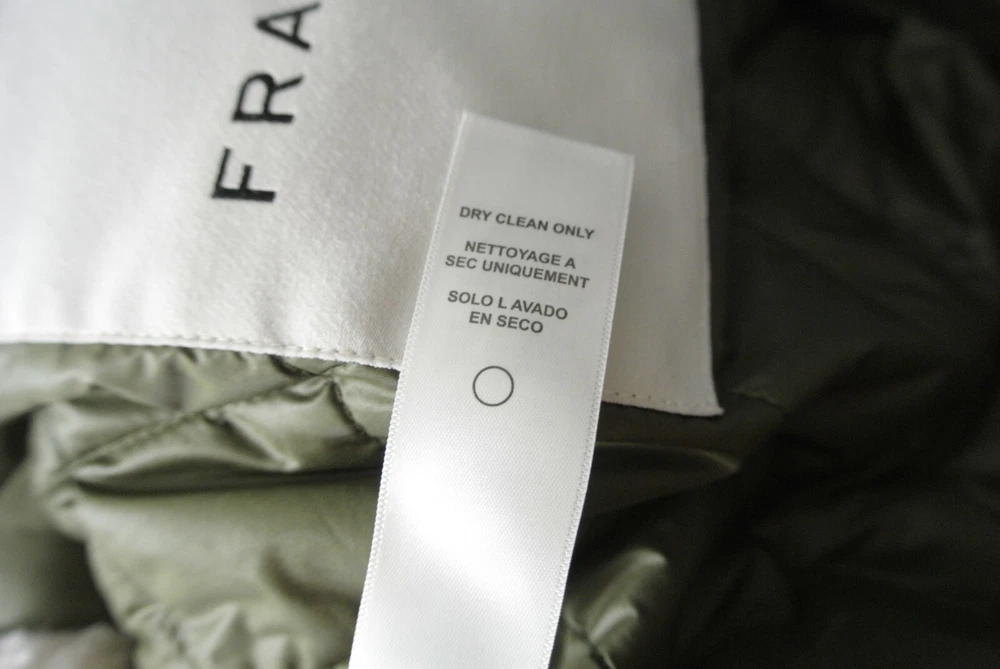 FRA
DRY CLEAN ONLY
NETTOYAGE A
SEC UNIQUEMENT
SOLO L AVADO
EN SECO